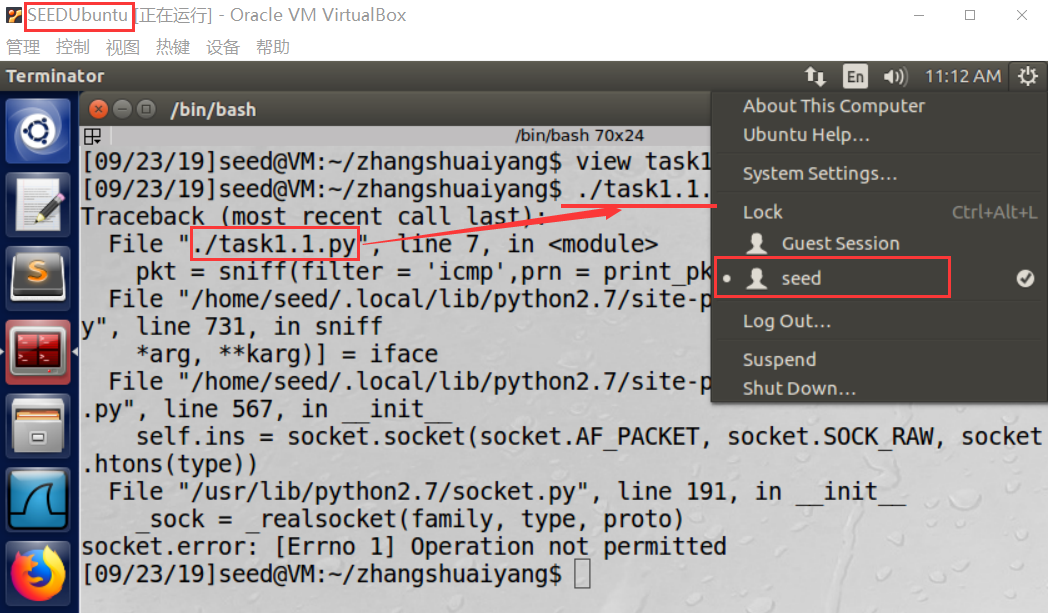 SEEDUbuntu [正在运行] - Oracle VM VirtualBox
管理 控制 视图 热键 设备 帮助
Terminator
En
11:12 AM
/bin/bash
/bin/bash 70x24
[09/23/19]seed@VM:~/zhangshuaiyang$ view task1
[09/23/19]seed@VM:~/zhangshuaiyang$ ./task1.1.
Traceback (most recent call last):
File "./task1.1.py", line 7, in <module>
pkt = sniff(filter = 'icmp',prn = print_pk
File "/home/seed/.local/lib/python2.7/site-p
y", line 731, in sniff
*arg, **karg)] = iface
File "/home/seed/.local/lib/python2.7/site-p
.py", line 567, in __init__
self.ins = socket.socket(socket.AF_PACKET, socket.SOCK_RAW, socket
.htons(type))
File "/usr/lib/python2.7/socket.py", line 191, in __init__
_sock = _realsocket(family, type, proto)
socket.error: [Errno 1] Operation not permitted
[09/23/19]seed@VM:~/zhangshuaiyang$
About This Computer
Ubuntu Help...
System Settings...
Lock Ctrl+Alt+L
Guest Session
seed
Log Out...
Suspend
Shut Down...